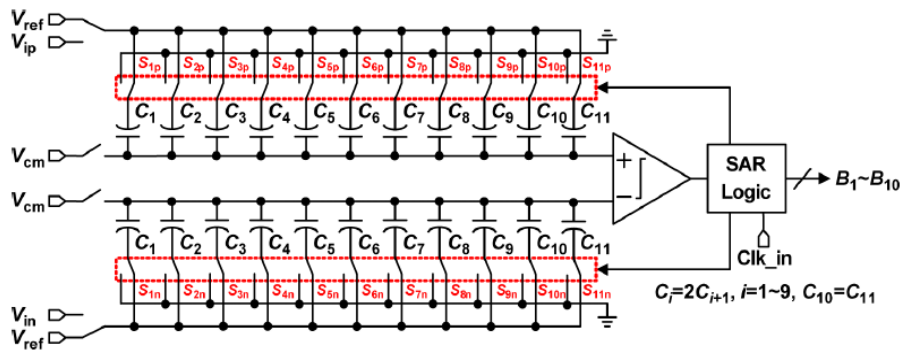 Vref
Vip
S1p S2p S3p S4p S5p S6p S7p S8p S9p S10p S11p
C1 C2 C3 C4 C5 C6 C7 C8 C9 C10 C11
Vcm
+
−
SAR
Logic
B1~B10
Vcm
C1 C2 C3 C4 C5 C6 C7 C8 C9 C10 C11
Clk_in
S1n S2n S3n S4n S5n S6n S7n S8n S9n S10n S11n
Ci=2Ci+1, i=1~9, C10=C11
Vin
Vref